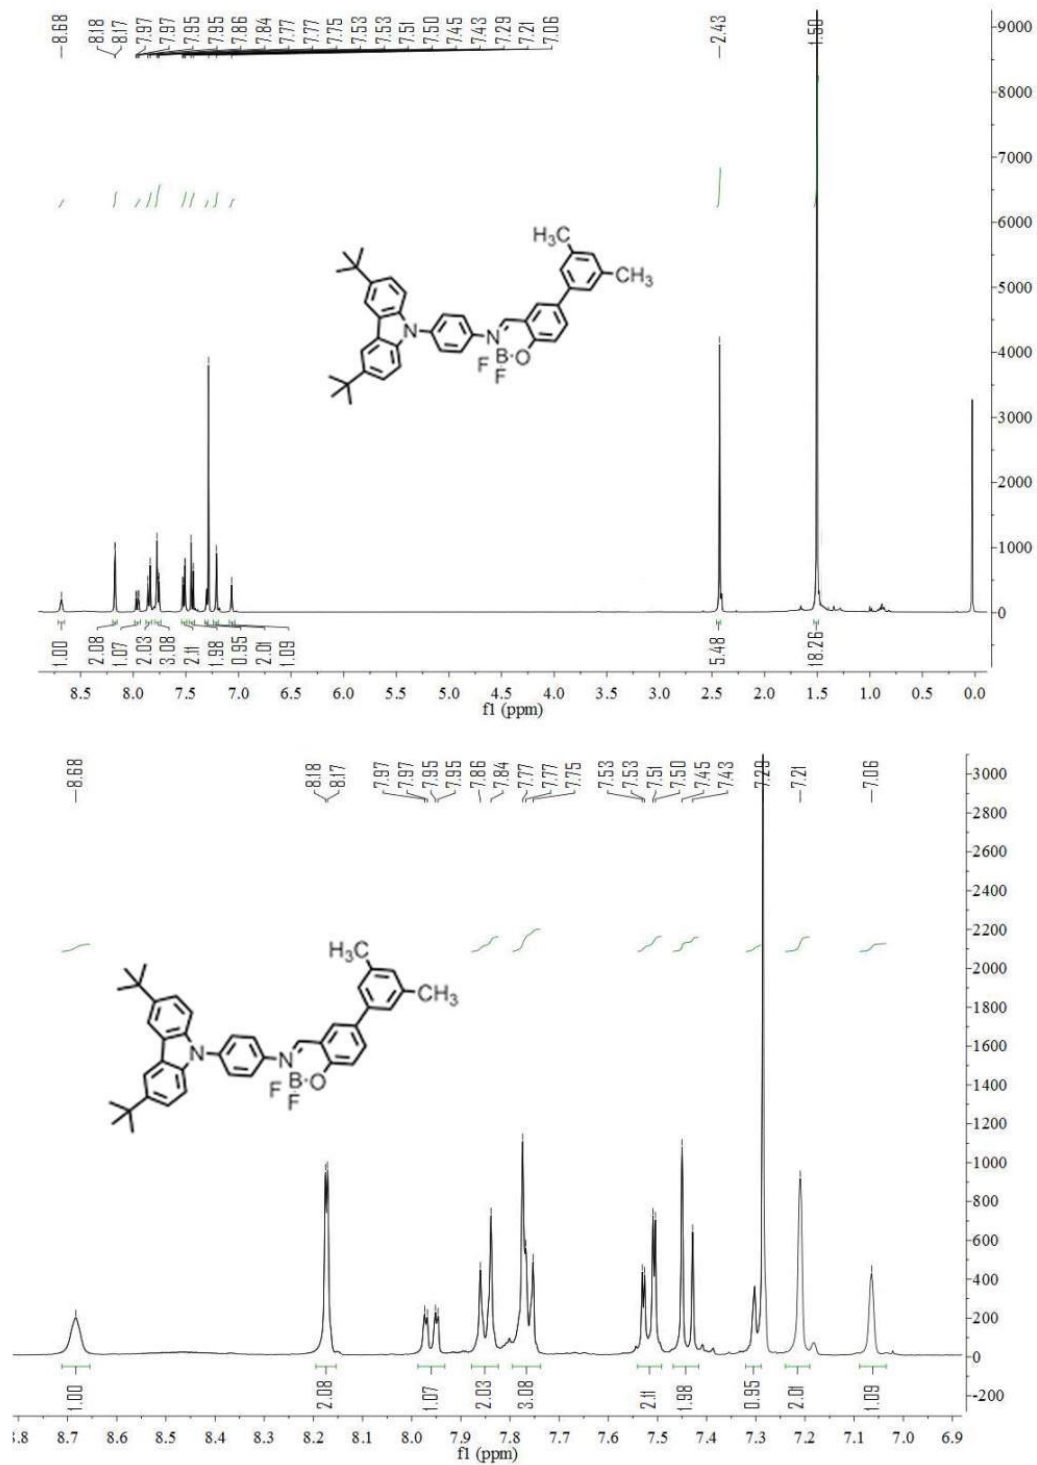 8.68 8.18 8.17 7.97 7.97 7.95 7.95 7.86 7.84 7.77 7.77 7.75 7.53 7.53 7.51 7.50 7.45 7.43 7.29 7.21 7.06 2.43 1.50
9000
8000
7000
6000
5000
4000
3000
2000
1000
0
H₃C
CH₃
N
N
B
O
F
F
1.00 2.08 1.07 2.03 3.08 2.11 1.98 0.95 2.01 1.09 5.48 18.26
8.5 8.0 7.5 7.0 6.5 6.0 5.5 5.0 4.5 4.0 3.5 3.0 2.5 2.0 1.5 1.0 0.5 0.0
f1 (ppm)
8.68 8.18 8.17 7.97 7.97 7.95 7.95 7.86 7.84 7.77 7.77 7.75 7.53 7.53 7.51 7.50 7.45 7.43 7.29 7.21 7.06
3000
2800
2600
2400
2200
2000
1800
1600
1400
1200
1000
800
600
400
200
0
-200
H₃C
CH₃
N
N
B
O
F
F
1.00 2.08 1.07 2.03 3.08 2.11 1.98 0.95 2.01 1.09
8.7 8.6 8.5 8.4 8.3 8.2 8.1 8.0 7.9 7.8 7.7 7.6 7.5 7.4 7.3 7.2 7.1 7.0 6.9
f1 (ppm)